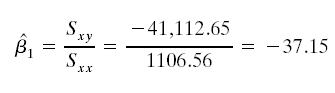 β̂₁ = S_xy / S_xx = −41,112.65 / 1106.56 = −37.15